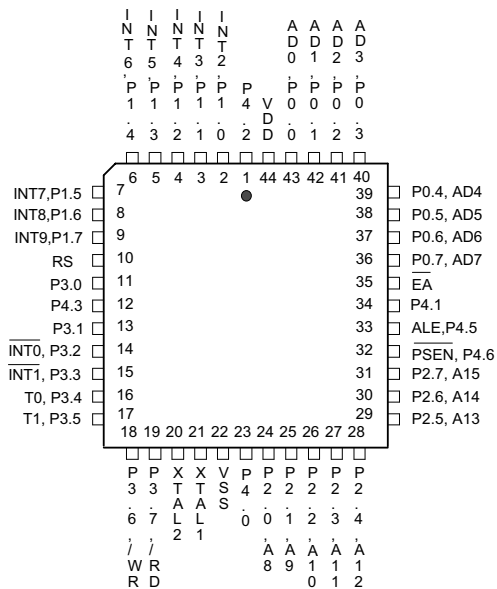 INT6,P1.4
INT5,P1.3
INT4,P1.2
INT3,P1.1
INT2,P1.0
P4.2
VDD
AD0,P0.0
AD1,P0.1
AD2,P0.2
AD3,P0.3
6 5 4 3 2 1 44 43 42 41 40
INT7,P1.5 7
INT8,P1.6 8
INT9,P1.7 9
RS 10
P3.0 11
P4.3 12
P3.1 13
INT0, P3.2 14
INT1, P3.3 15
T0, P3.4 16
T1, P3.5 17
39 P0.4, AD4
38 P0.5, AD5
37 P0.6, AD6
36 P0.7, AD7
35 EA
34 P4.1
33 ALE,P4.5
32 PSEN, P4.6
31 P2.7, A15
30 P2.6, A14
29 P2.5, A13
18 19 20 21 22 23 24 25 26 27 28
P3.6,/WR
P3.7,/RD
XTAL2
XTAL1
VSS
P4.0
P2.0,A8
P2.1,A9
P2.2,A10
P2.3,A11
P2.4,A12